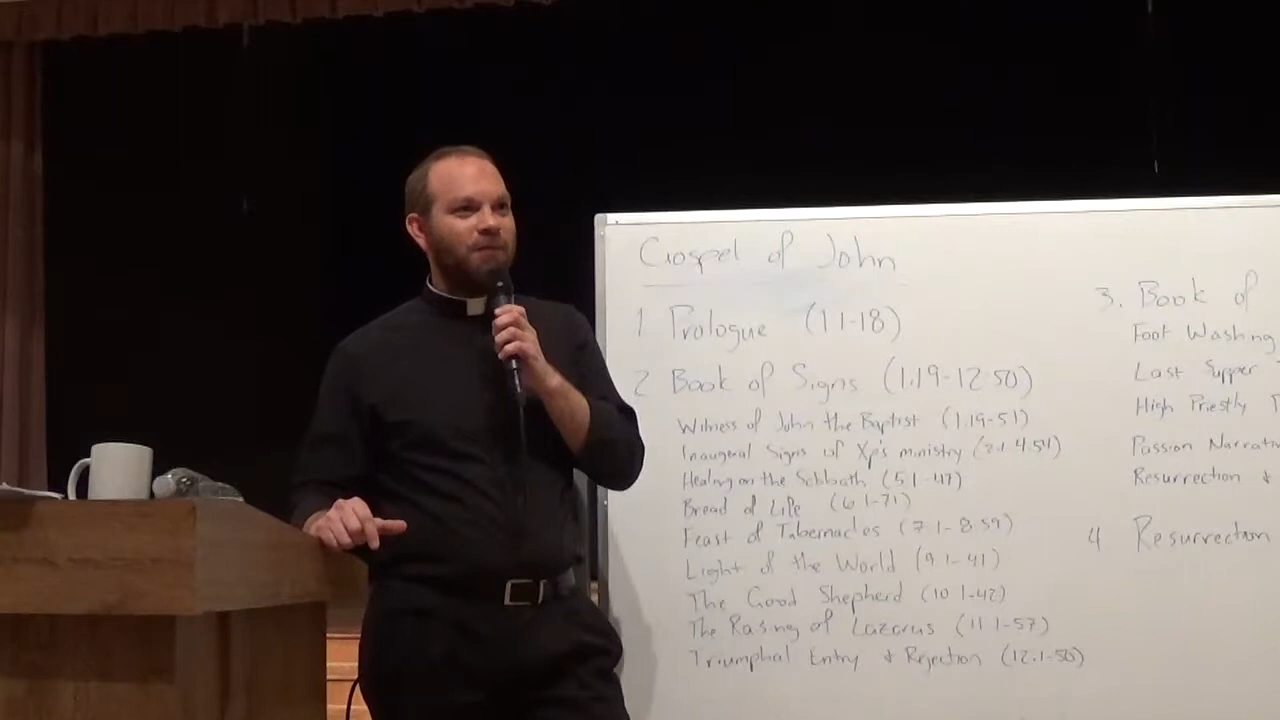 Gospel of John
1 Prologue (1 1-18)
2 Book of Signs (1.19-12.50)
Witness of John the Baptist (1.19-51)
Inaugural Signs of Xp's ministry (2.1-4.54)
Healing on the Sabbath (5.1-47)
Bread of Life (6 1-71)
Feast of Tabernacles (7.1-8.59)
Light of the World (9 1-41)
The Good Shepherd (10 1-42)
The Rasing of Lazarus (11 1-57)
Triumphal Entry + Rejection (12.1-50)
3. Book of
Foot Washing
Last Supper
High Priestly
Passion Narrati
Resurrection +
4 Resurrection